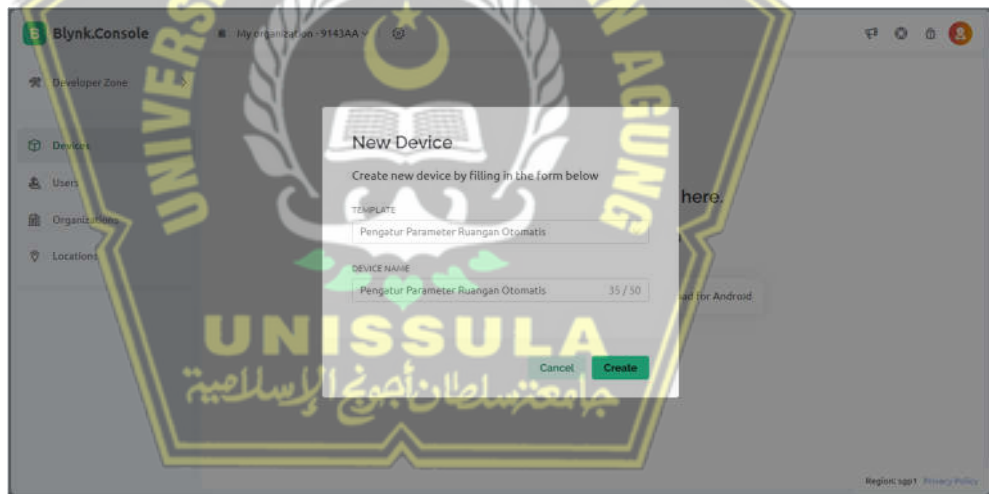 Blynk.Console
My organization - 9143AA
Developer Zone
Devices
Users
Organizations
Locations
New Device
Create new device by filling in the form below
TEMPLATE
Pengatur Parameter Ruangan Otomatis
DEVICE NAME
Pengatur Parameter Ruangan Otomatis 35 / 50
Cancel Create
here.
for Android
Region: sgp1 Privacy Policy
AGUNG
UNISSULA
جامعة سلطان أجونج الإسلامية